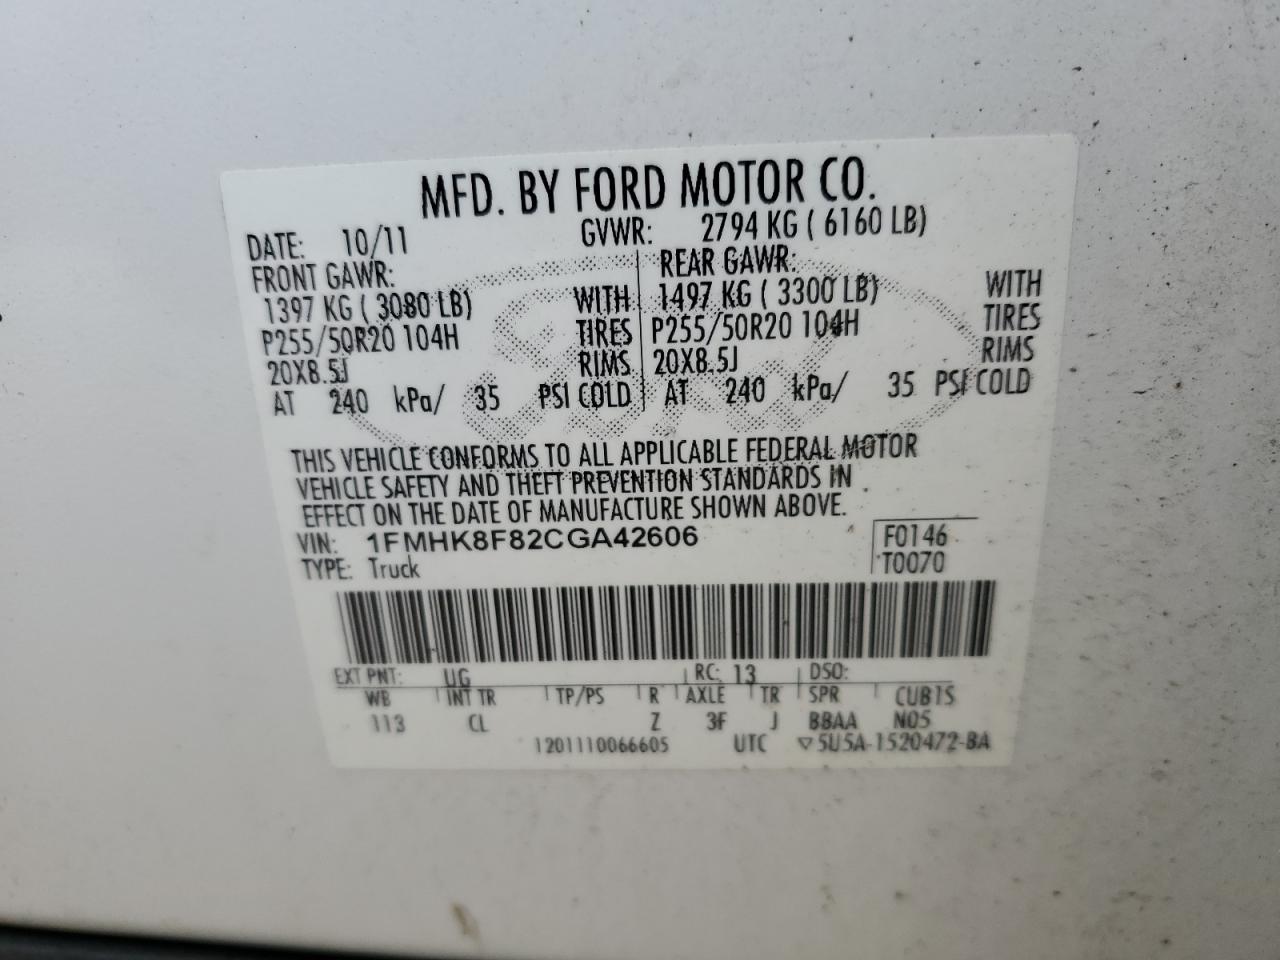 MFD. BY FORD MOTOR CO.
DATE: 10/11 GVWR: 2794 KG ( 6160 LB)
FRONT GAWR: REAR GAWR:
1397 KG ( 3080 LB) WITH 1497 KG ( 3300 LB) WITH
P255/50R20 104H TIRES P255/50R20 104H TIRES
20X8.5J RIMS 20X8.5J RIMS
AT 240 kPa/ 35 PSI COLD AT 240 kPa/ 35 PSI COLD
THIS VEHICLE CONFORMS TO ALL APPLICABLE FEDERAL MOTOR
VEHICLE SAFETY AND THEFT PREVENTION STANDARDS IN
EFFECT ON THE DATE OF MANUFACTURE SHOWN ABOVE.
VIN: 1FMHK8F82CGA42606 F0146
TYPE: Truck T0070
EXT PNT: UG RC: 13 DSO:
WB INT TR TP/PS R AXLE TR SPR CUBIS
113 CL Z 3F J BBAA N05
1201110066605 UTC ▽5U5A-1520472-BA